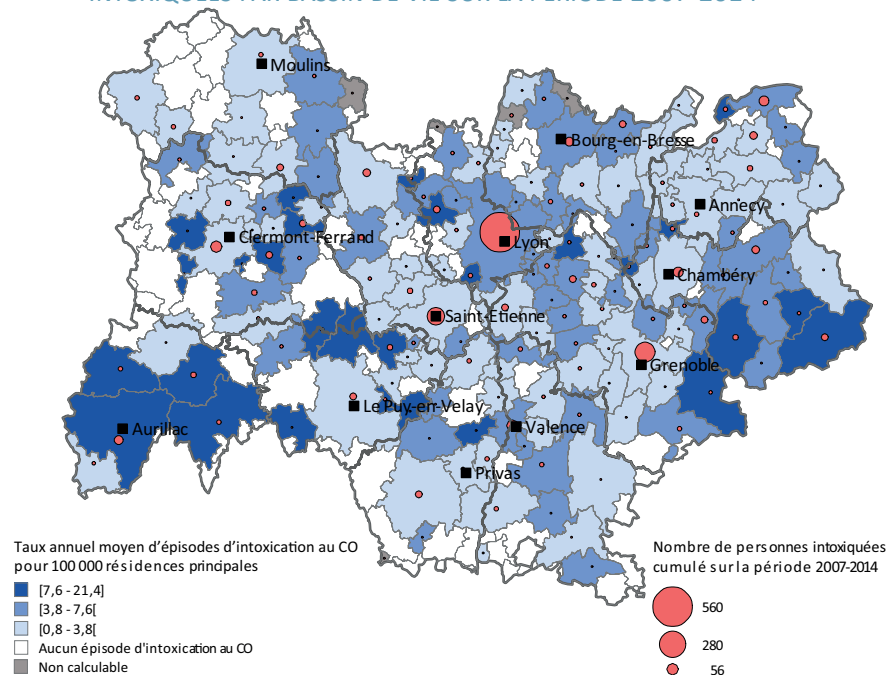 Moulins
Bourg-en-Bresse
Annecy
Clermont-Ferrand
Lyon
Chambéry
Saint-Etienne
Grenoble
Le Puy-en-Velay
Aurillac
Valence
Privas
Taux annuel moyen d'épisodes d'intoxication au CO
pour 100 000 résidences principales
[7,6 - 21,4]
[3,8 - 7,6[
[0,8 - 3,8[
Aucun épisode d'intoxication au CO
Non calculable
Nombre de personnes intoxiquées
cumulé sur la période 2007-2014
560
280
56